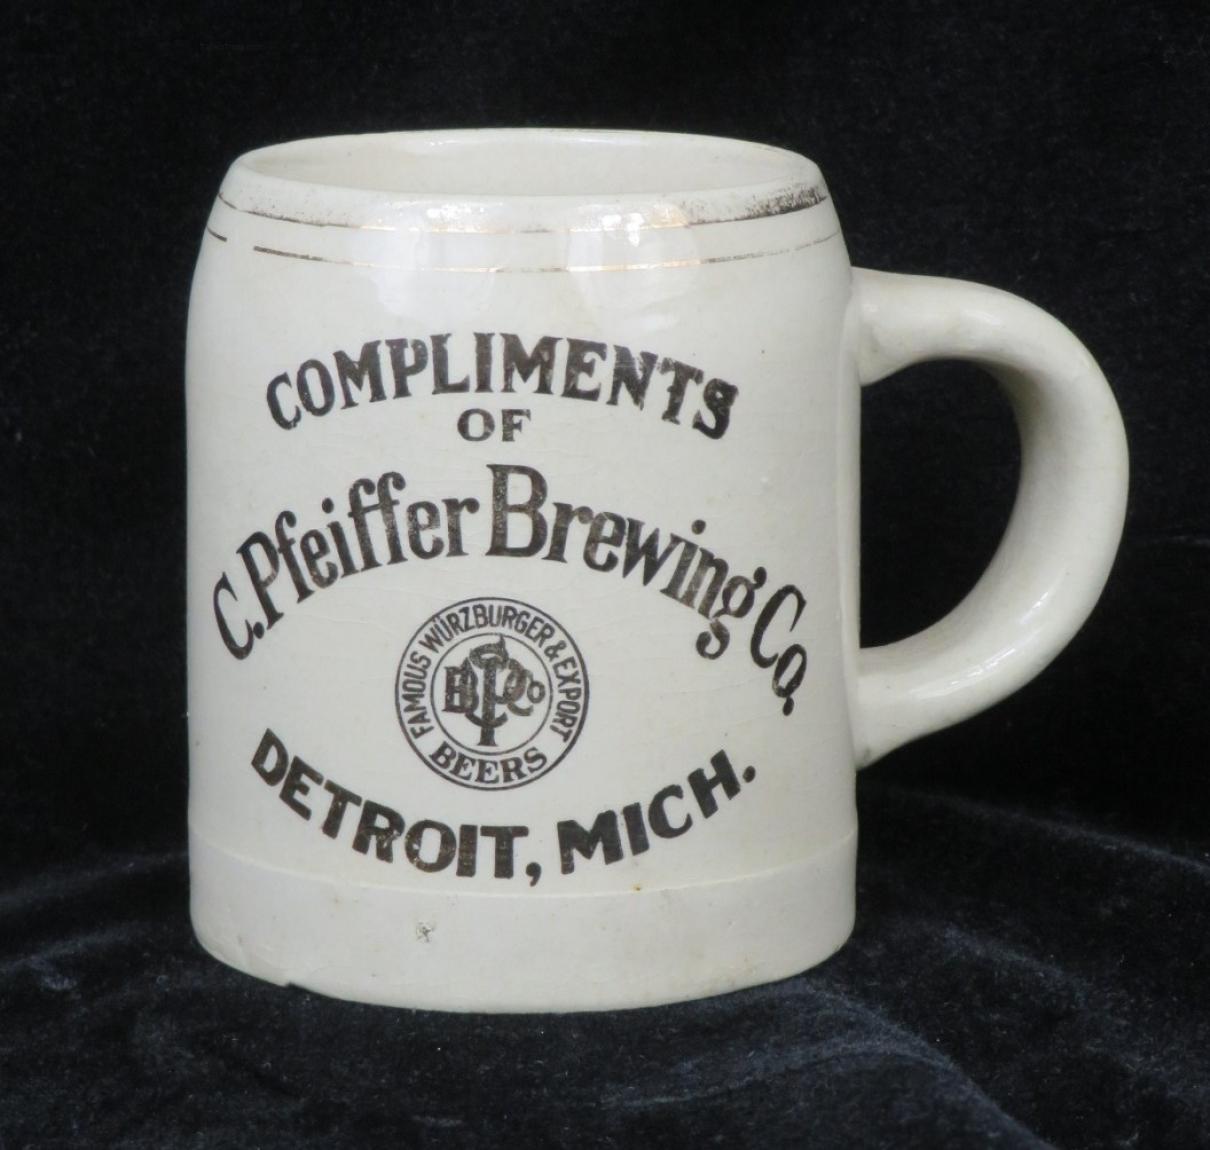 COMPLIMENTS
OF
C. Pfeiffer Brewing Co.
FAMOUS WÜRZBURGER & EXPORT
BEERS
DETROIT, MICH.